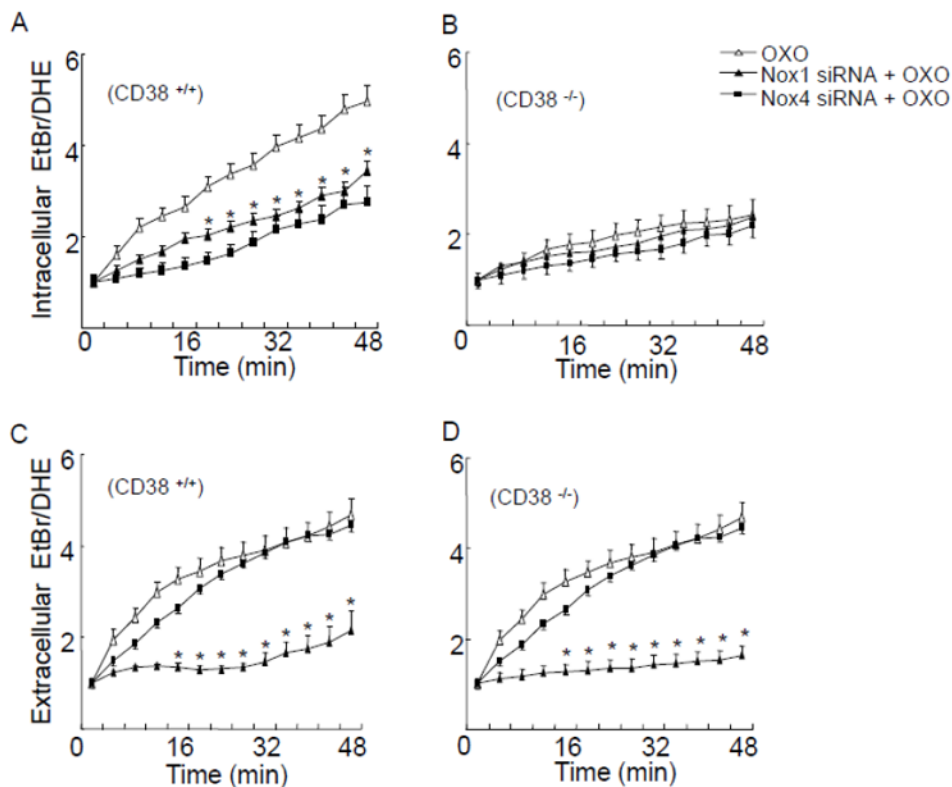 A
B
6
4
2
(CD38 +/+)
Intracellular EtBr/DHE
* * * * * * * *
0 16 32 48
Time (min)
6
4
2
(CD38 -/-)
OXO
Nox1 siRNA + OXO
Nox4 siRNA + OXO
0 16 32 48
Time (min)
C
D
6
4
2
(CD38 +/+)
Extracellular EtBr/DHE
* * * * * * * * *
0 16 32 48
Time (min)
6
4
2
(CD38 -/-)
* * * * * * * * *
0 16 32 48
Time (min)